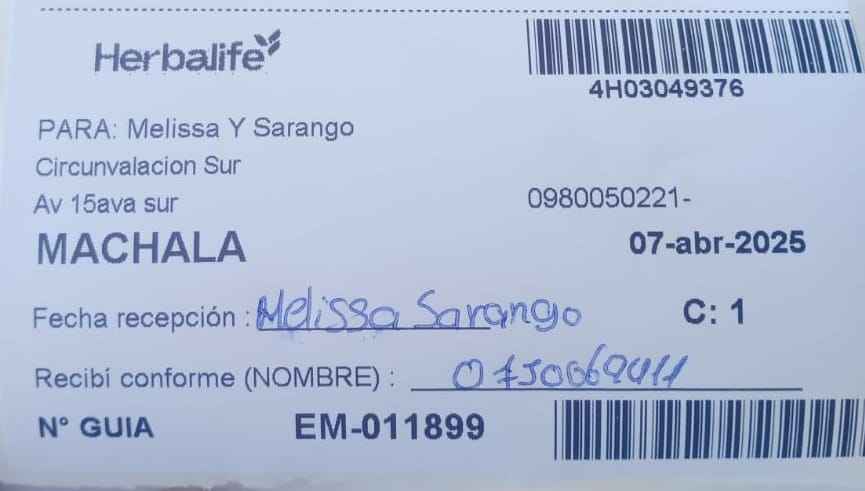 Herbalife
4H03049376
PARA: Melissa Y Sarango
Circunvalacion Sur
Av 15ava sur
0980050221-
MACHALA
07-abr-2025
Fecha recepción : Melissa Sarango
C: 1
Recibí conforme (NOMBRE) : 0750069411
N° GUIA EM-011899